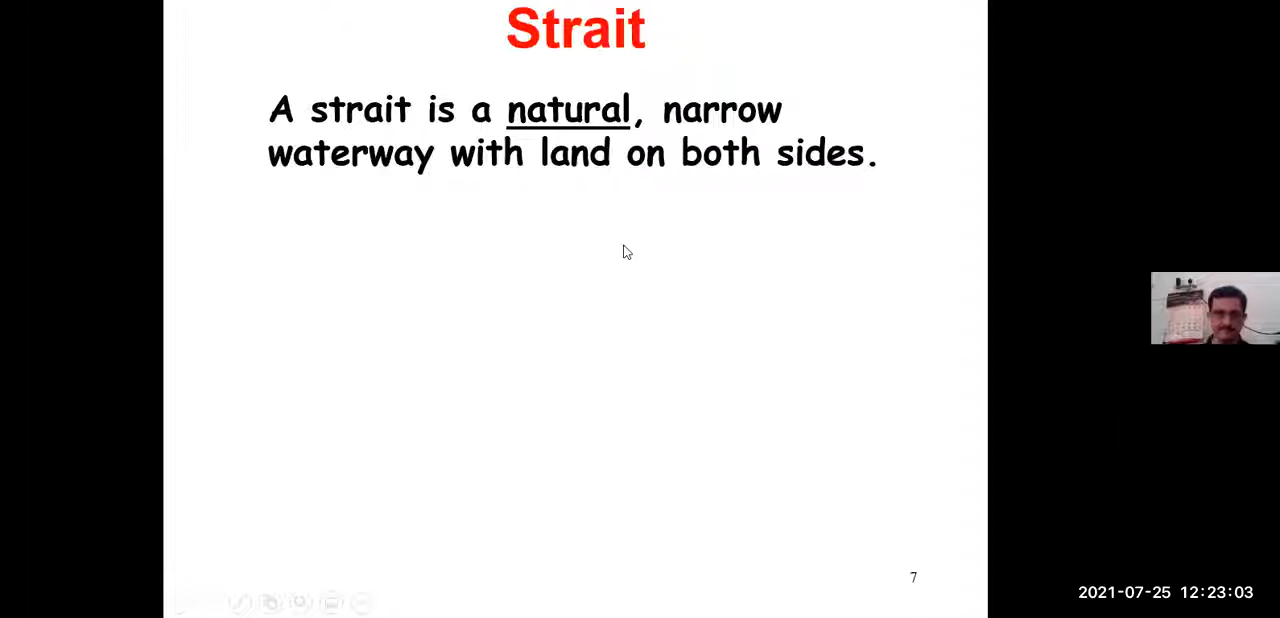 Strait
A strait is a natural, narrow
waterway with land on both sides.
7
2021-07-25 12:23:03